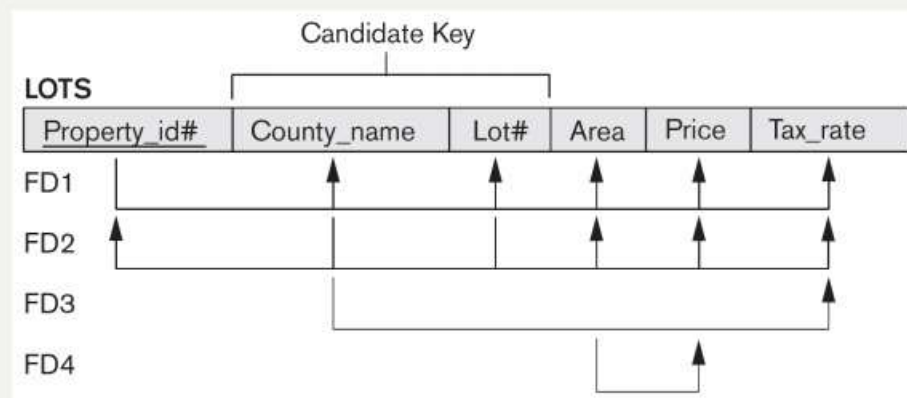 Candidate Key
LOTS
Property_id# County_name Lot# Area Price Tax_rate
FD1
FD2
FD3
FD4